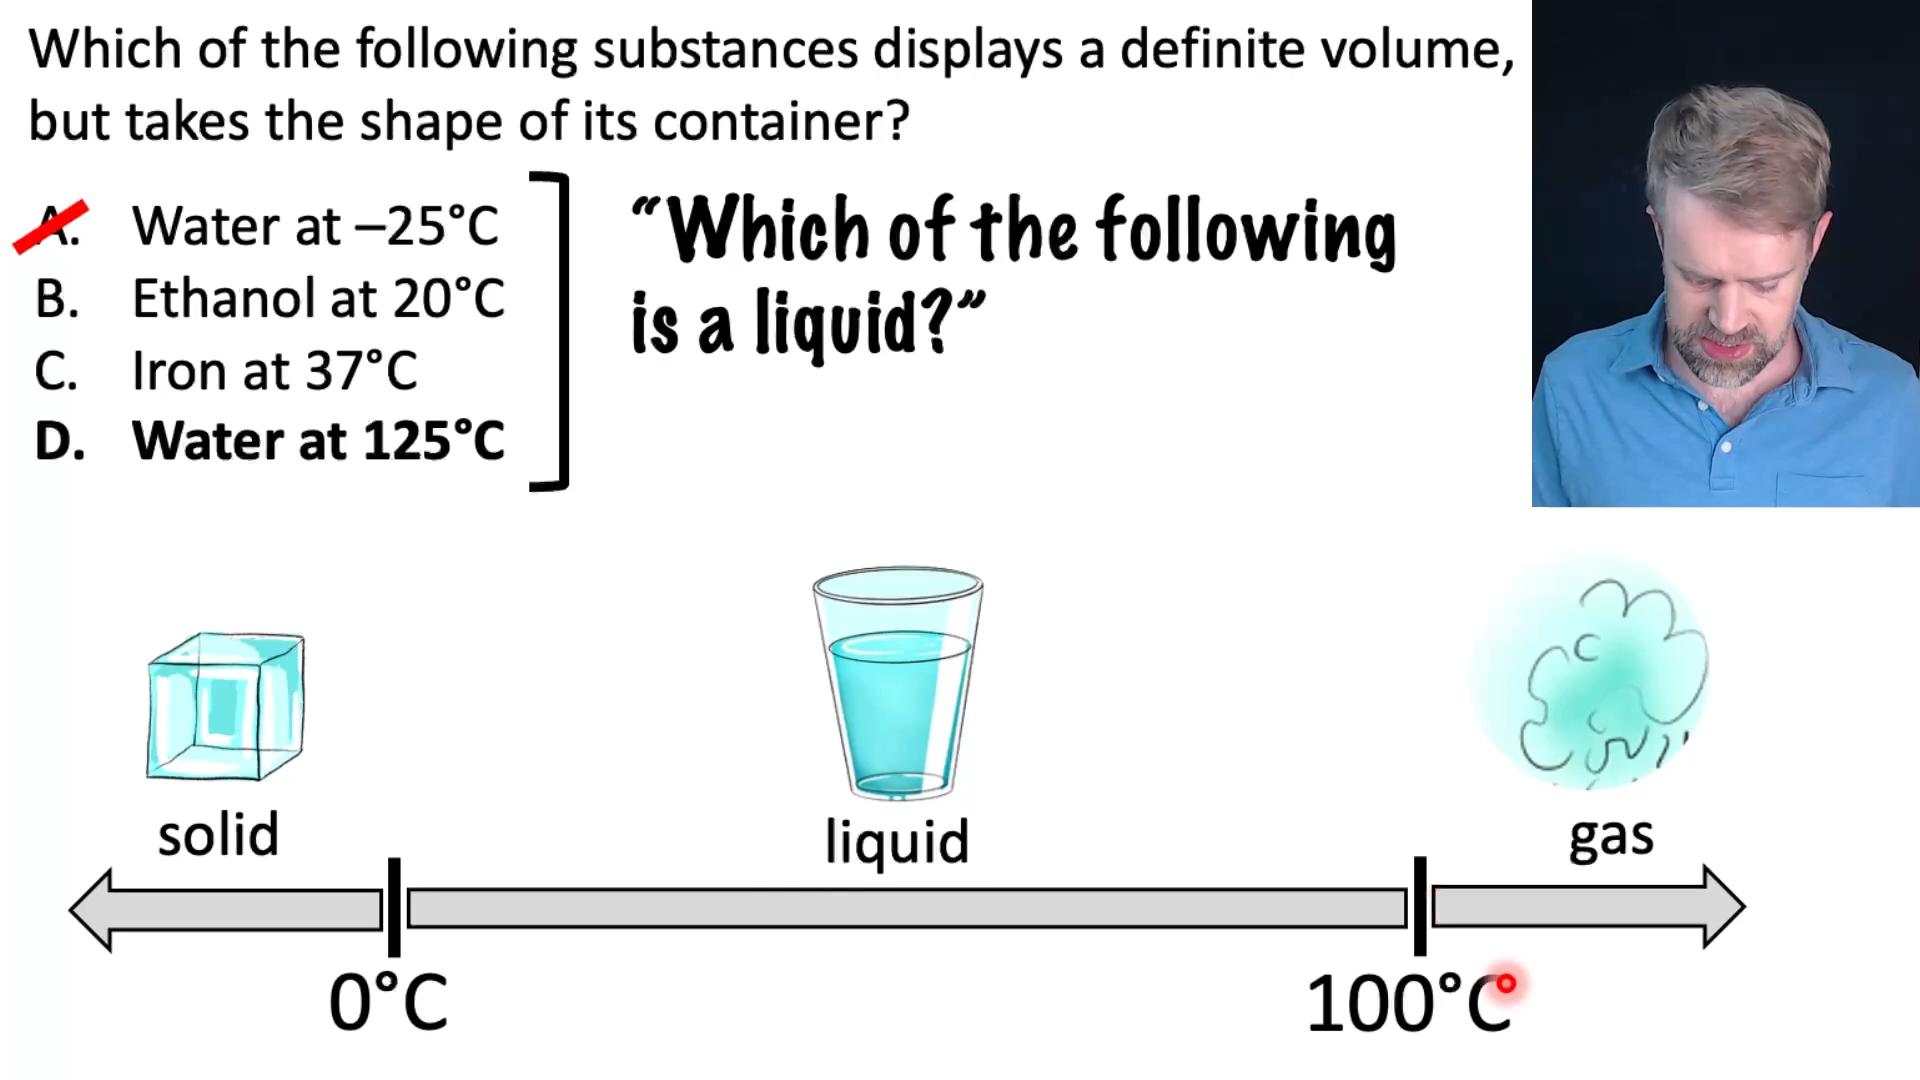 Which of the following substances displays a definite volume,
but takes the shape of its container?
A. Water at –25°C
B. Ethanol at 20°C
C. Iron at 37°C
D. Water at 125°C
“Which of the following
is a liquid?”
solid
liquid
gas
0°C
100°C